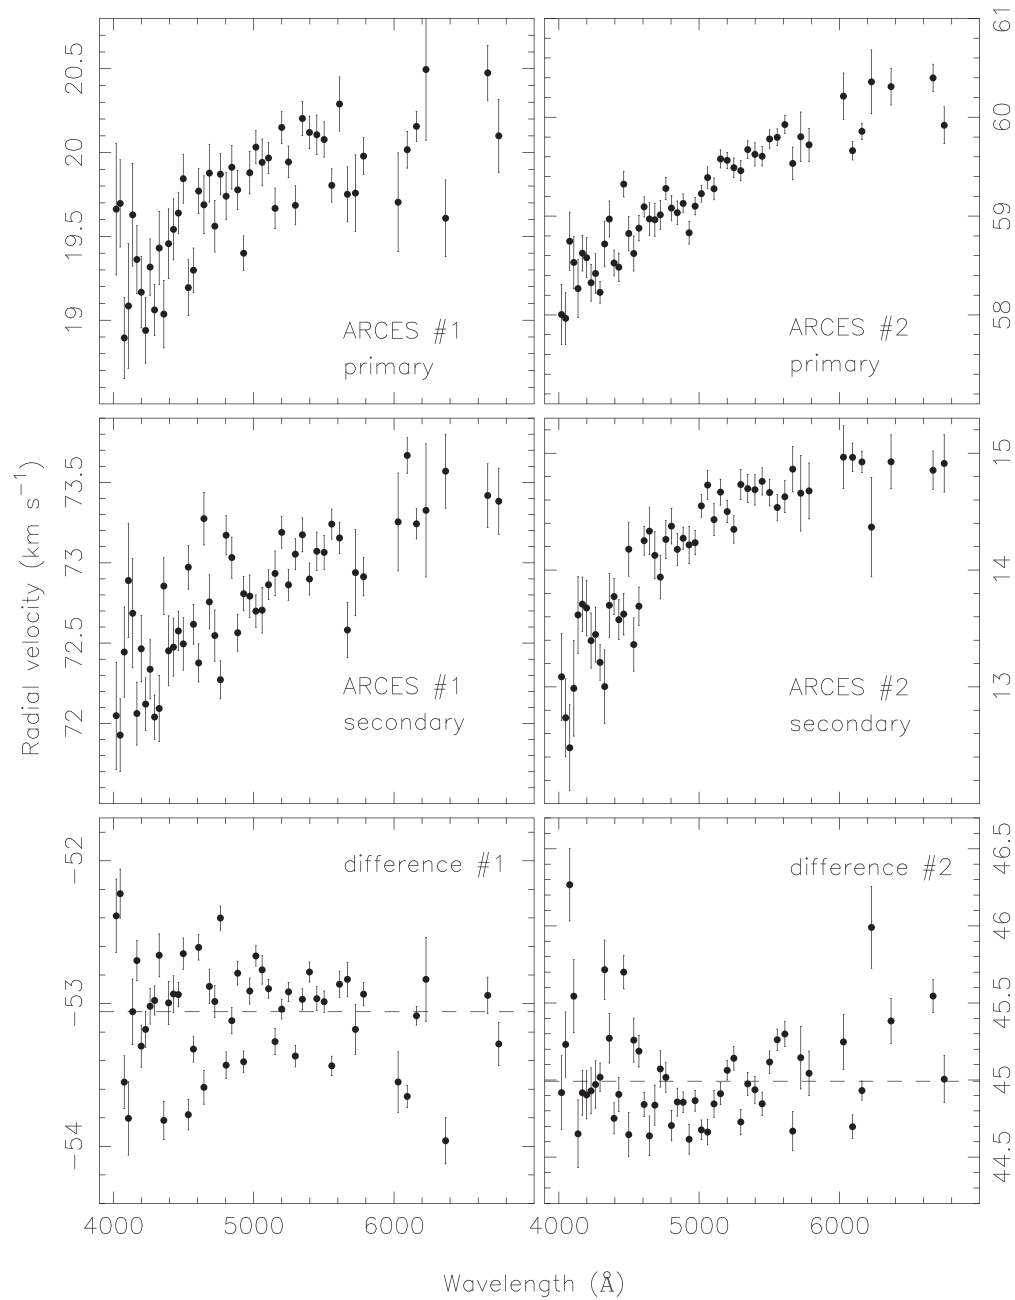 20.5
20
19.5
19
ARCES #1
primary
61
60
59
58
ARCES #2
primary
Radial velocity (km s⁻¹)
73.5
73
72.5
72
ARCES #1
secondary
15
14
13
ARCES #2
secondary
−52
−53
−54
difference #1
46.5
46
45.5
45
44.5
difference #2
4000 5000 6000
4000 5000 6000
Wavelength (Å)